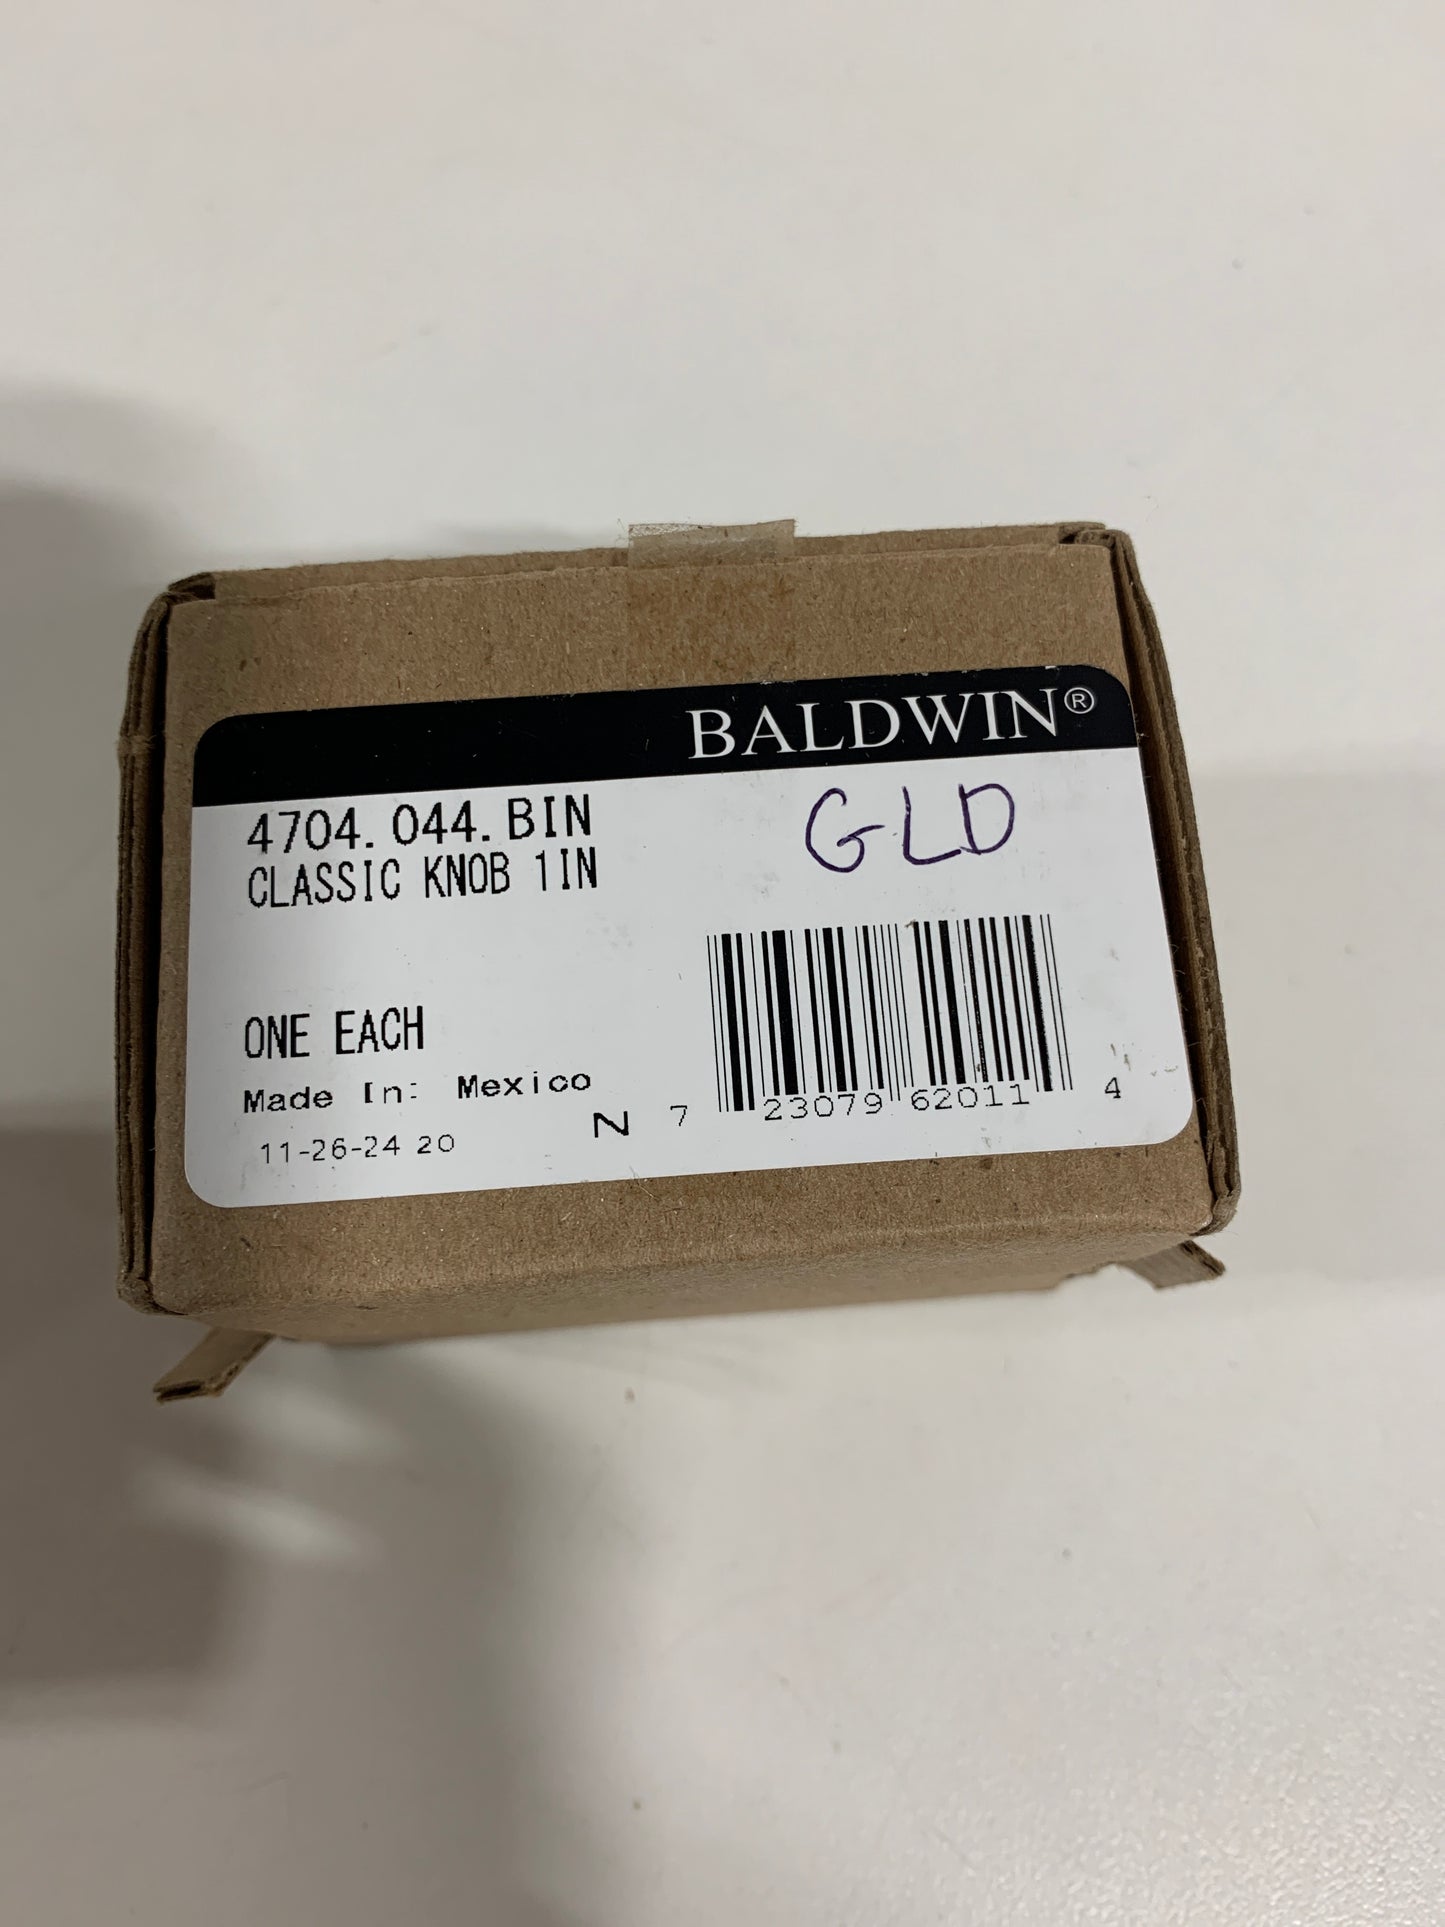 BALDWIN®
4704.044.BIN
CLASSIC KNOB 1IN
GLD
ONE EACH
Made In: Mexico
11-26-24 20
N
7 23079 62011 4